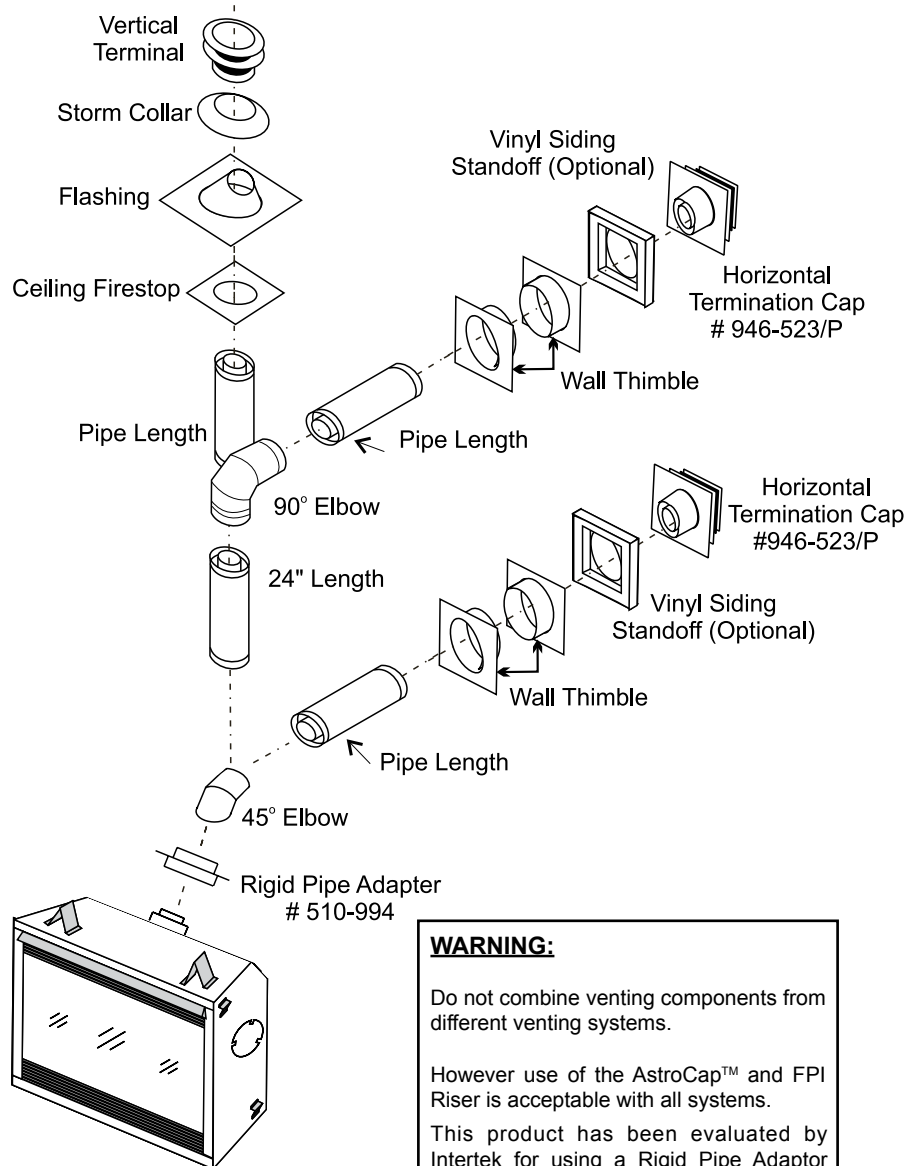 Vertical
Terminal
Storm Collar
Flashing
Ceiling Firestop
Pipe Length
90° Elbow
24" Length
Pipe Length
Wall Thimble
Vinyl Siding
Standoff (Optional)
Horizontal
Termination Cap
# 946-523/P
Horizontal
Termination Cap
#946-523/P
Vinyl Siding
Standoff (Optional)
Wall Thimble
Pipe Length
45° Elbow
Rigid Pipe Adapter
# 510-994
WARNING:
Do not combine venting components from
different venting systems.
However use of the AstroCap™ and FPI
Riser is acceptable with all systems.
This product has been evaluated by
Intertek for using a Rigid Pipe Adaptor